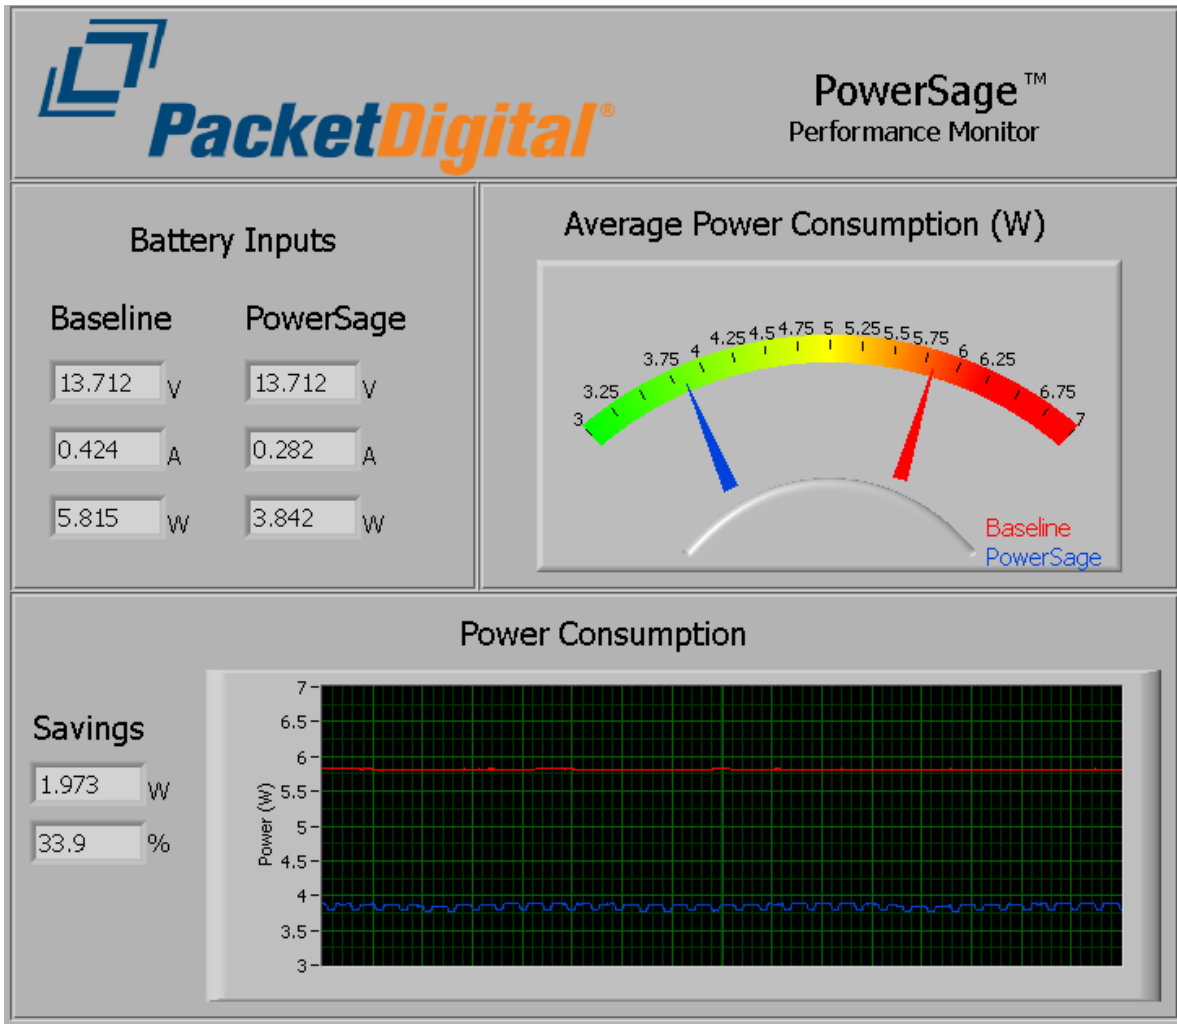 PacketDigital®
PowerSage™
Performance Monitor
Battery Inputs
Baseline PowerSage
13.712 V 13.712 V
0.424 A 0.282 A
5.815 W 3.842 W
Average Power Consumption (W)
3 3.25 3.75 4 4.25 4.5 4.75 5 5.25 5.5 5.75 6 6.25 6.75 7
Baseline
PowerSage
Power Consumption
Savings
1.973 W
33.9 %
Power (W)
7
6.5
6
5.5
5
4.5
4
3.5
3